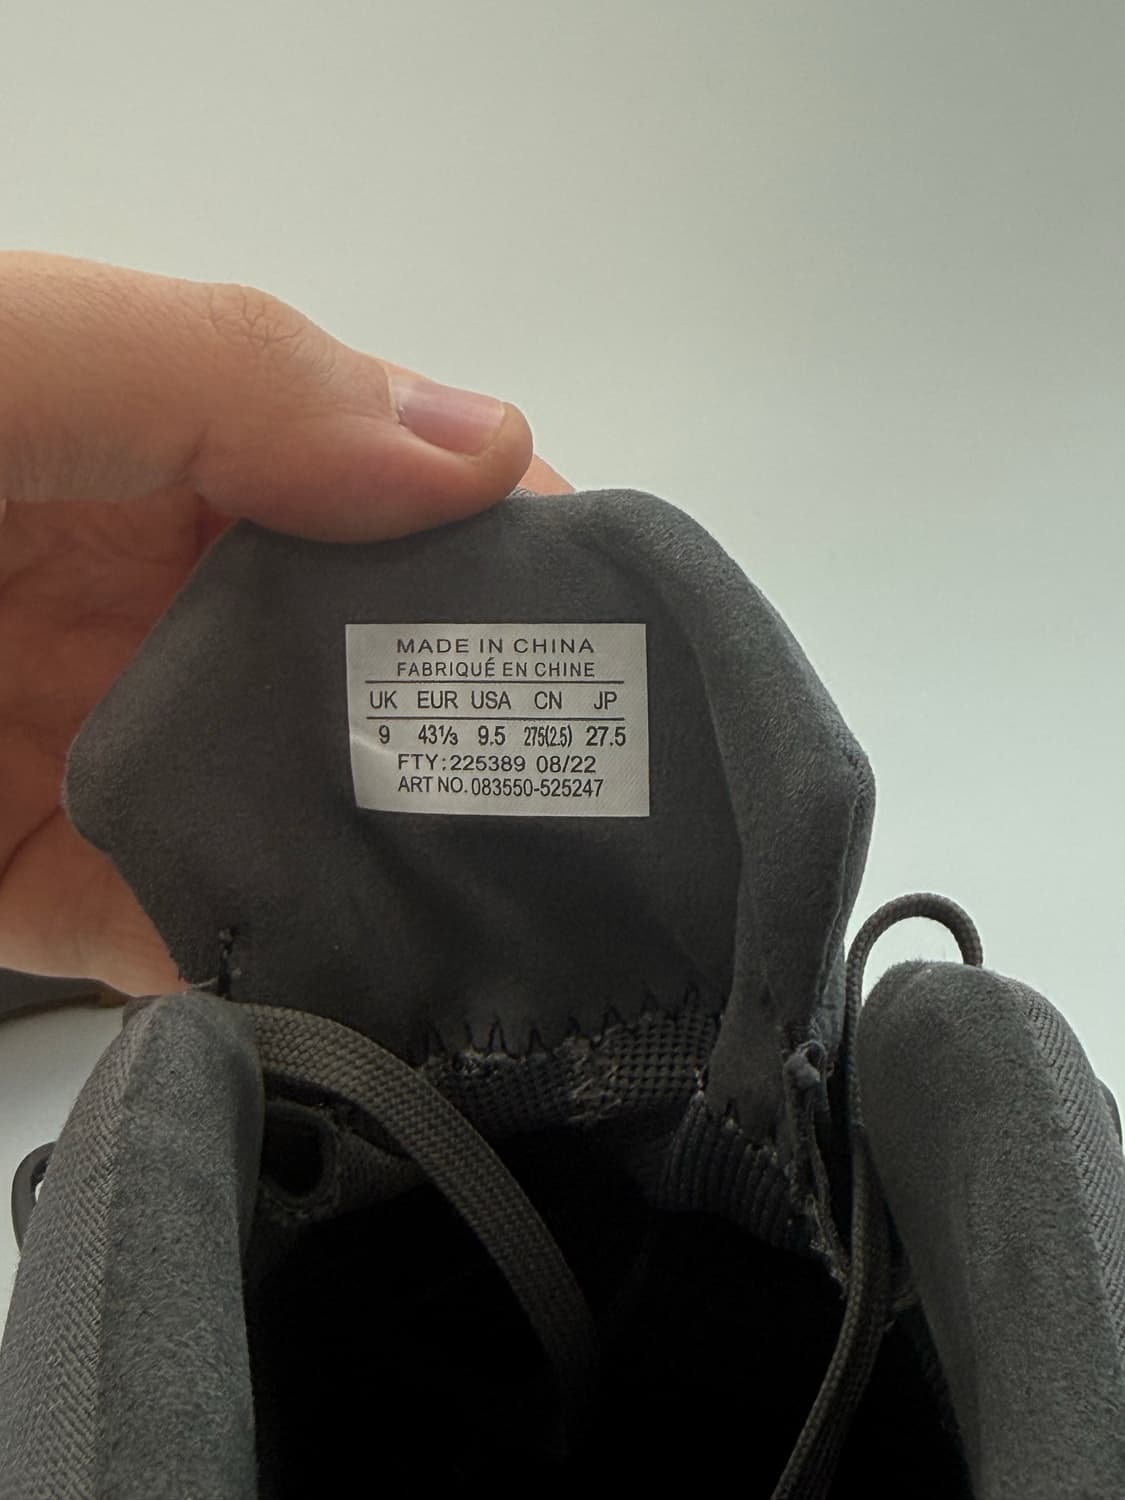 MADE IN CHINA
FABRIQUÉ EN CHINE
UK EUR USA CN JP
9 43⅓ 9.5 275(2.5) 27.5
FTY:225389 08/22
ART NO.083550-525247